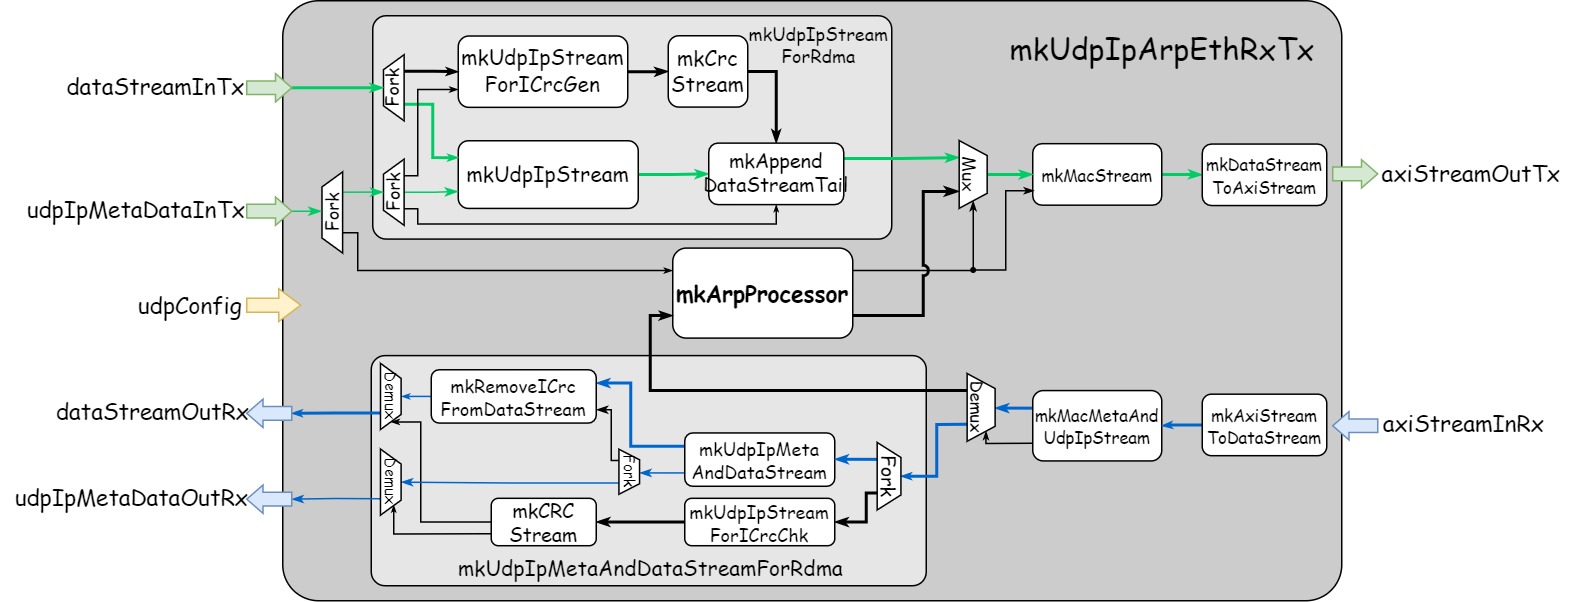 mkUdpIpArpEthRxTx
mkUdpIpStream
ForRdma
dataStreamInTx
Fork
mkUdpIpStream
ForICrcGen
mkCrc
Stream
udpIpMetaDataInTx
Fork
Fork
mkUdpIpStream
mkAppend
DataStreamTail
Mux
mkMacStream
mkDataStream
ToAxiStream
axiStreamOutTx
udpConfig
mkArpProcessor
dataStreamOutRx
Demux
mkRemoveICrc
FromDataStream
Demux
mkMacMetaAnd
UdpIpStream
mkAxiStream
ToDataStream
axiStreamInRx
udpIpMetaDataOutRx
Demux
Fork
mkUdpIpMeta
AndDataStream
Fork
mkCRC
Stream
mkUdpIpStream
ForICrcChk
mkUdpIpMetaAndDataStreamForRdma